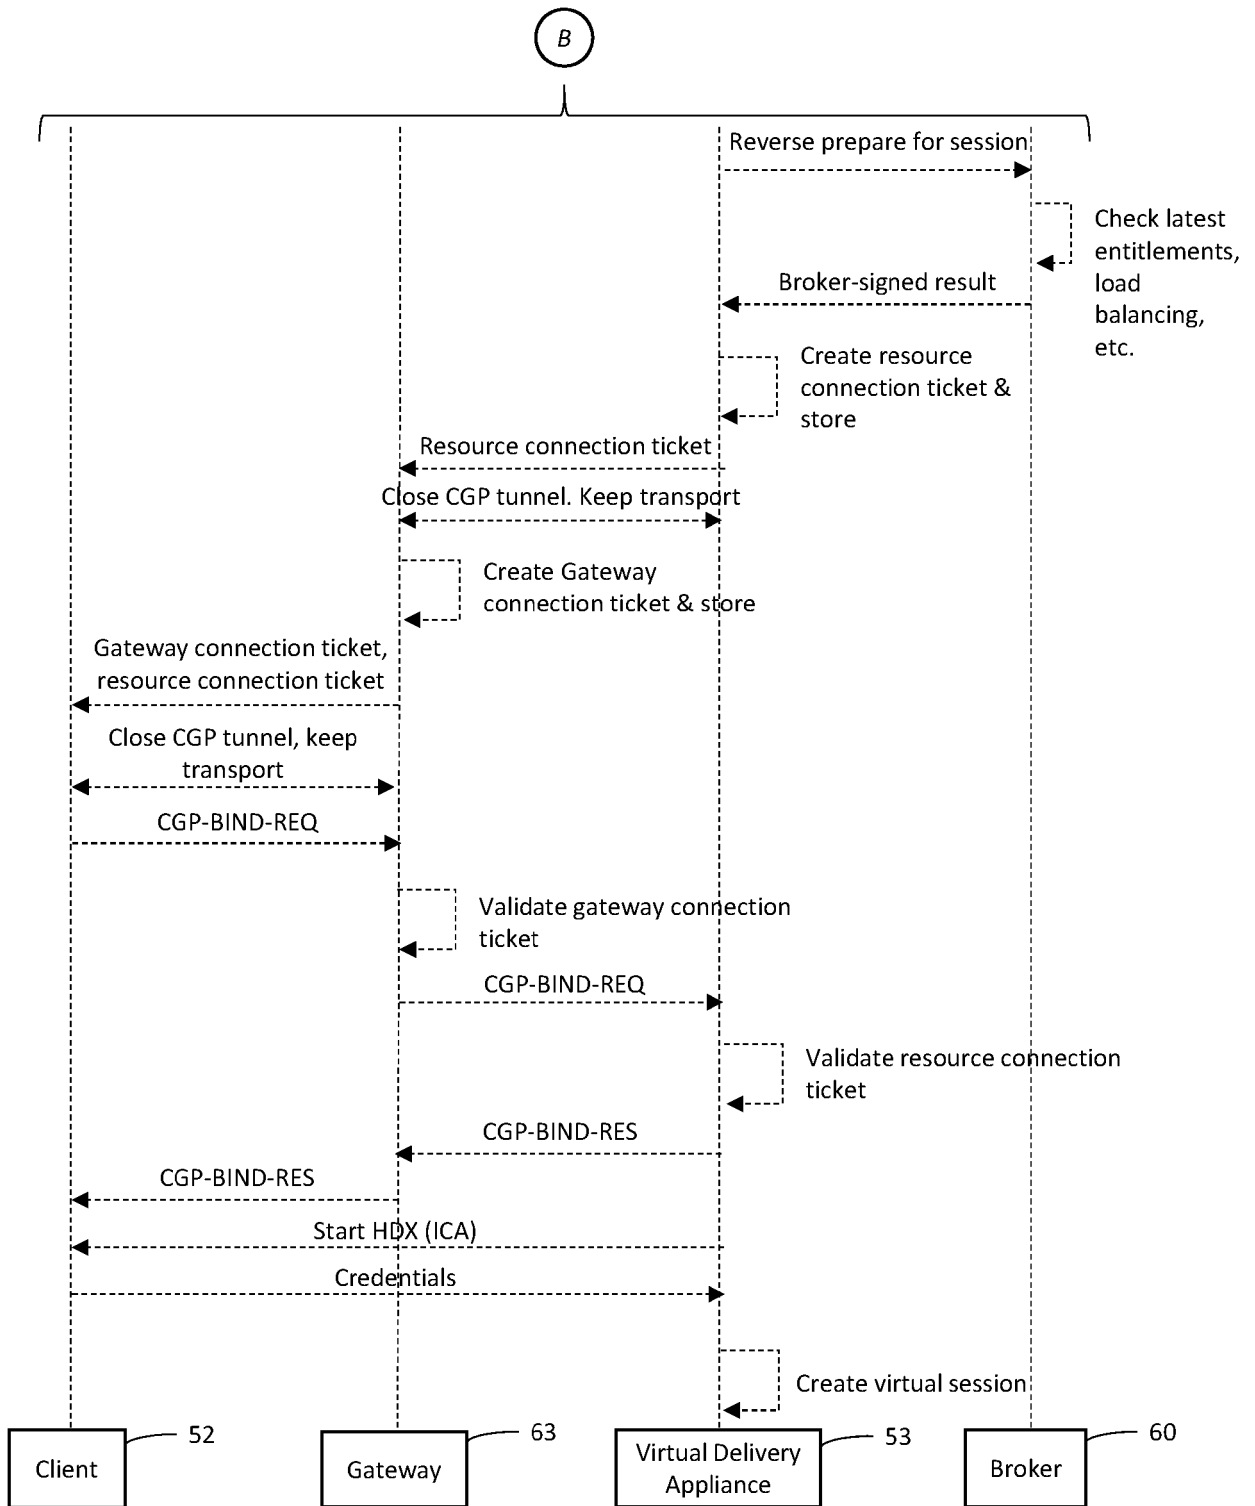 B
Reverse prepare for session
Check latest
entitlements,
load
balancing,
etc.
Broker-signed result
Create resource
connection ticket &
store
Resource connection ticket
Close CGP tunnel. Keep transport
Create Gateway
connection ticket & store
Gateway connection ticket,
resource connection ticket
Close CGP tunnel, keep
transport
CGP-BIND-REQ
Validate gateway connection
ticket
CGP-BIND-REQ
Validate resource connection
ticket
CGP-BIND-RES
CGP-BIND-RES
Start HDX (ICA)
Credentials
Create virtual session
52
63
53
60
Client
Gateway
Virtual Delivery
Appliance
Broker